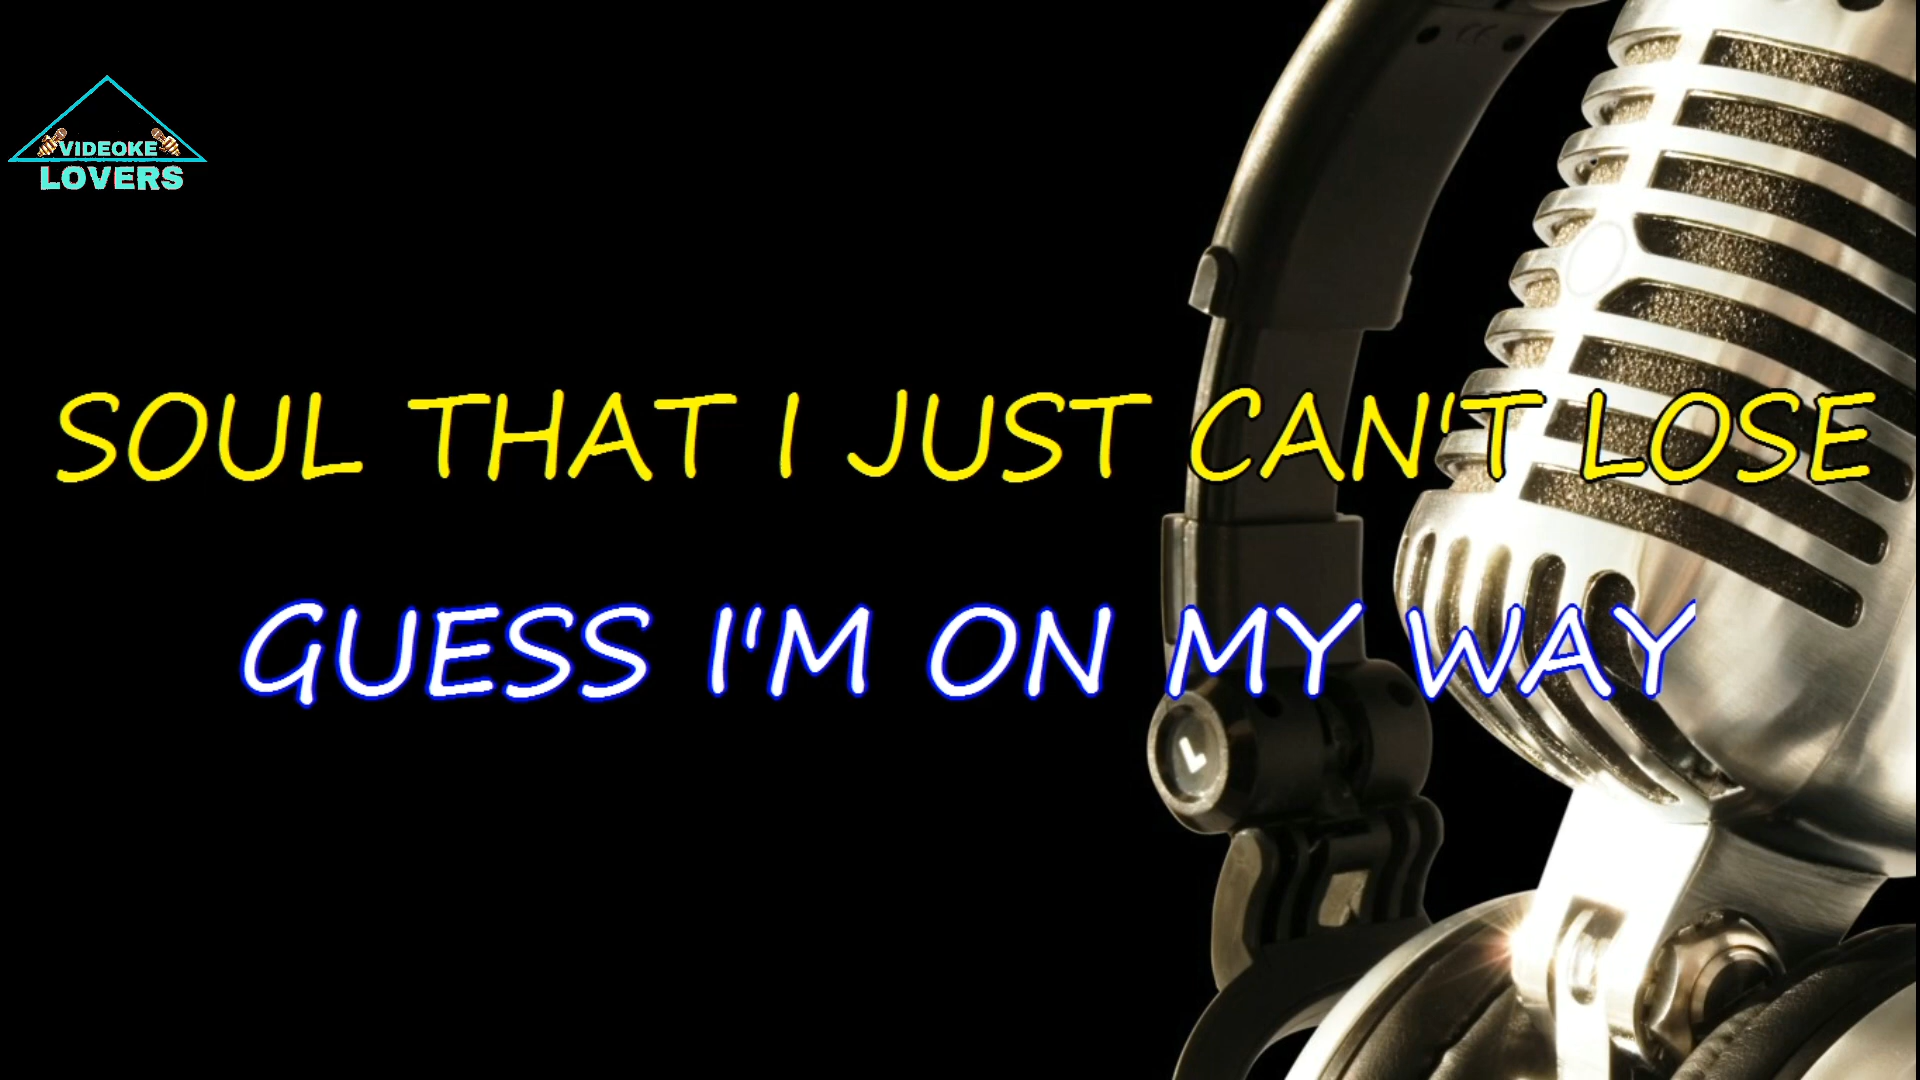 VIDEOKE
LOVERS
SOUL THAT I JUST CAN'T LOSE
GUESS I'M ON MY WAY
L